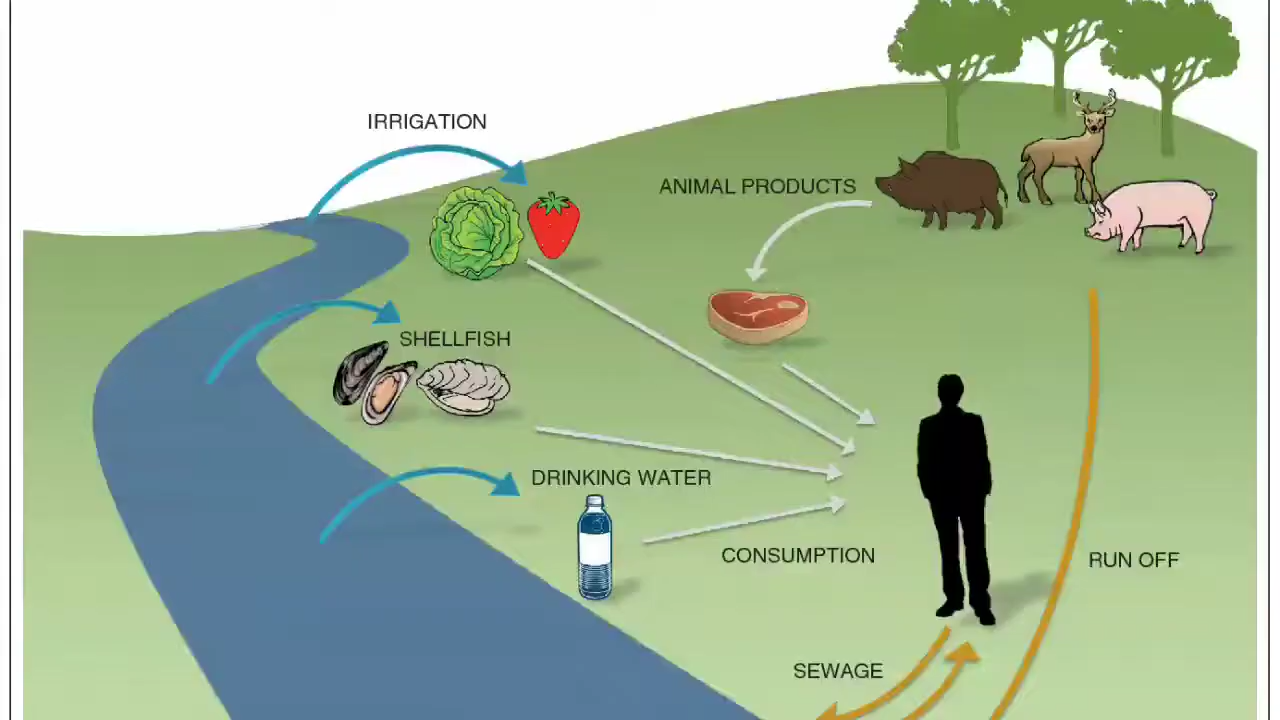 IRRIGATION
ANIMAL PRODUCTS
SHELLFISH
DRINKING WATER
CONSUMPTION
RUN OFF
SEWAGE